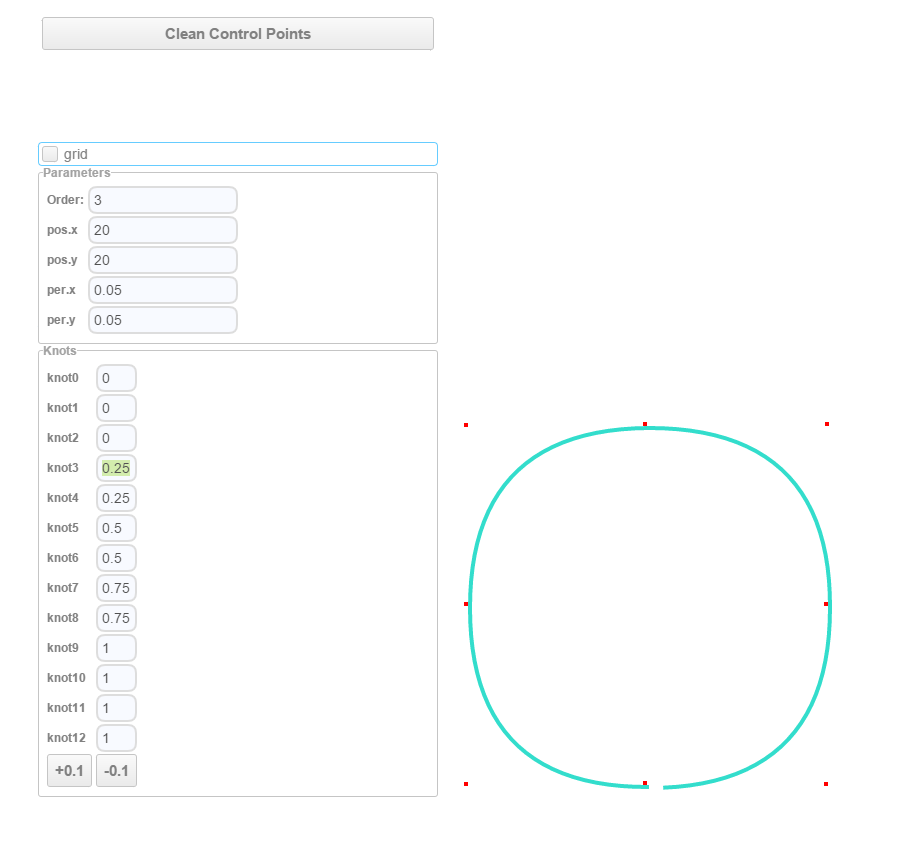 Clean Control Points
grid
Parameters
Order: 3
pos.x 20
pos.y 20
per.x 0.05
per.y 0.05
Knots
knot0 0
knot1 0
knot2 0
knot3 0.25
knot4 0.25
knot5 0.5
knot6 0.5
knot7 0.75
knot8 0.75
knot9 1
knot10 1
knot11 1
knot12 1
+0.1 -0.1